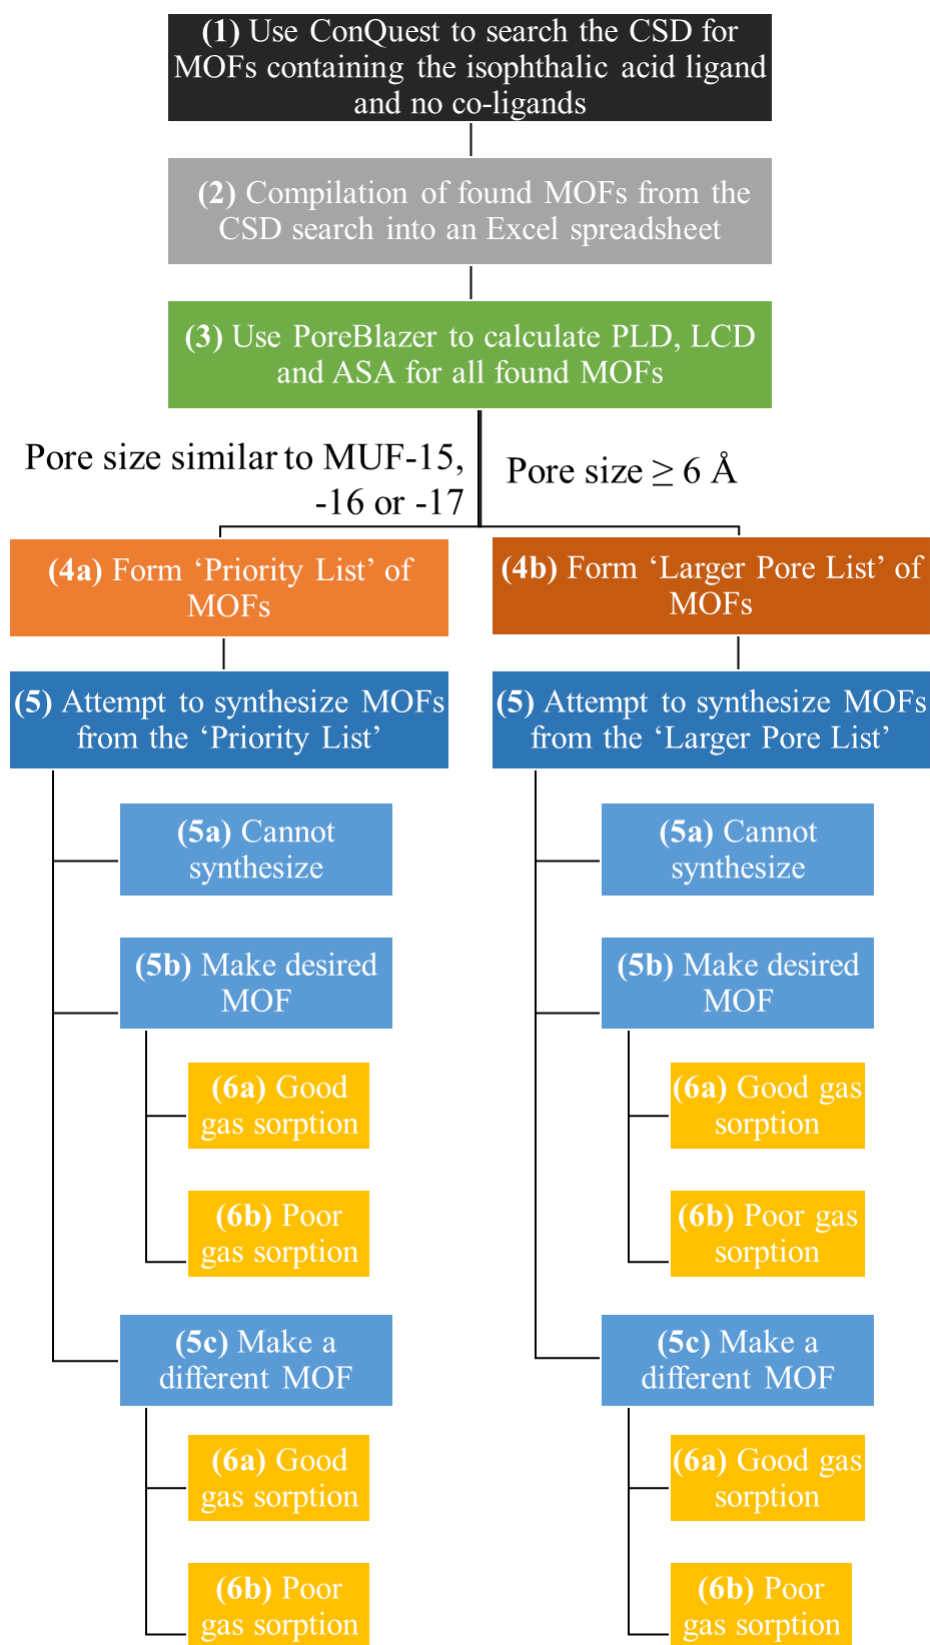 (1) Use ConQuest to search the CSD for
MOFs containing the isophthalic acid ligand
and no co-ligands
(2) Compilation of found MOFs from the
CSD search into an Excel spreadsheet
(3) Use PoreBlazer to calculate PLD, LCD
and ASA for all found MOFs
Pore size similar to MUF-15,
-16 or -17
Pore size ≥ 6 Å
(4a) Form ‘Priority List’ of
MOFs
(4b) Form ‘Larger Pore List’ of
MOFs
(5) Attempt to synthesize MOFs
from the ‘Priority List’
(5) Attempt to synthesize MOFs
from the ‘Larger Pore List’
(5a) Cannot
synthesize
(5a) Cannot
synthesize
(5b) Make desired
MOF
(5b) Make desired
MOF
(6a) Good
gas sorption
(6a) Good gas
sorption
(6b) Poor
gas sorption
(6b) Poor gas
sorption
(5c) Make a
different MOF
(5c) Make a
different MOF
(6a) Good
gas sorption
(6a) Good gas
sorption
(6b) Poor
gas sorption
(6b) Poor
gas sorption